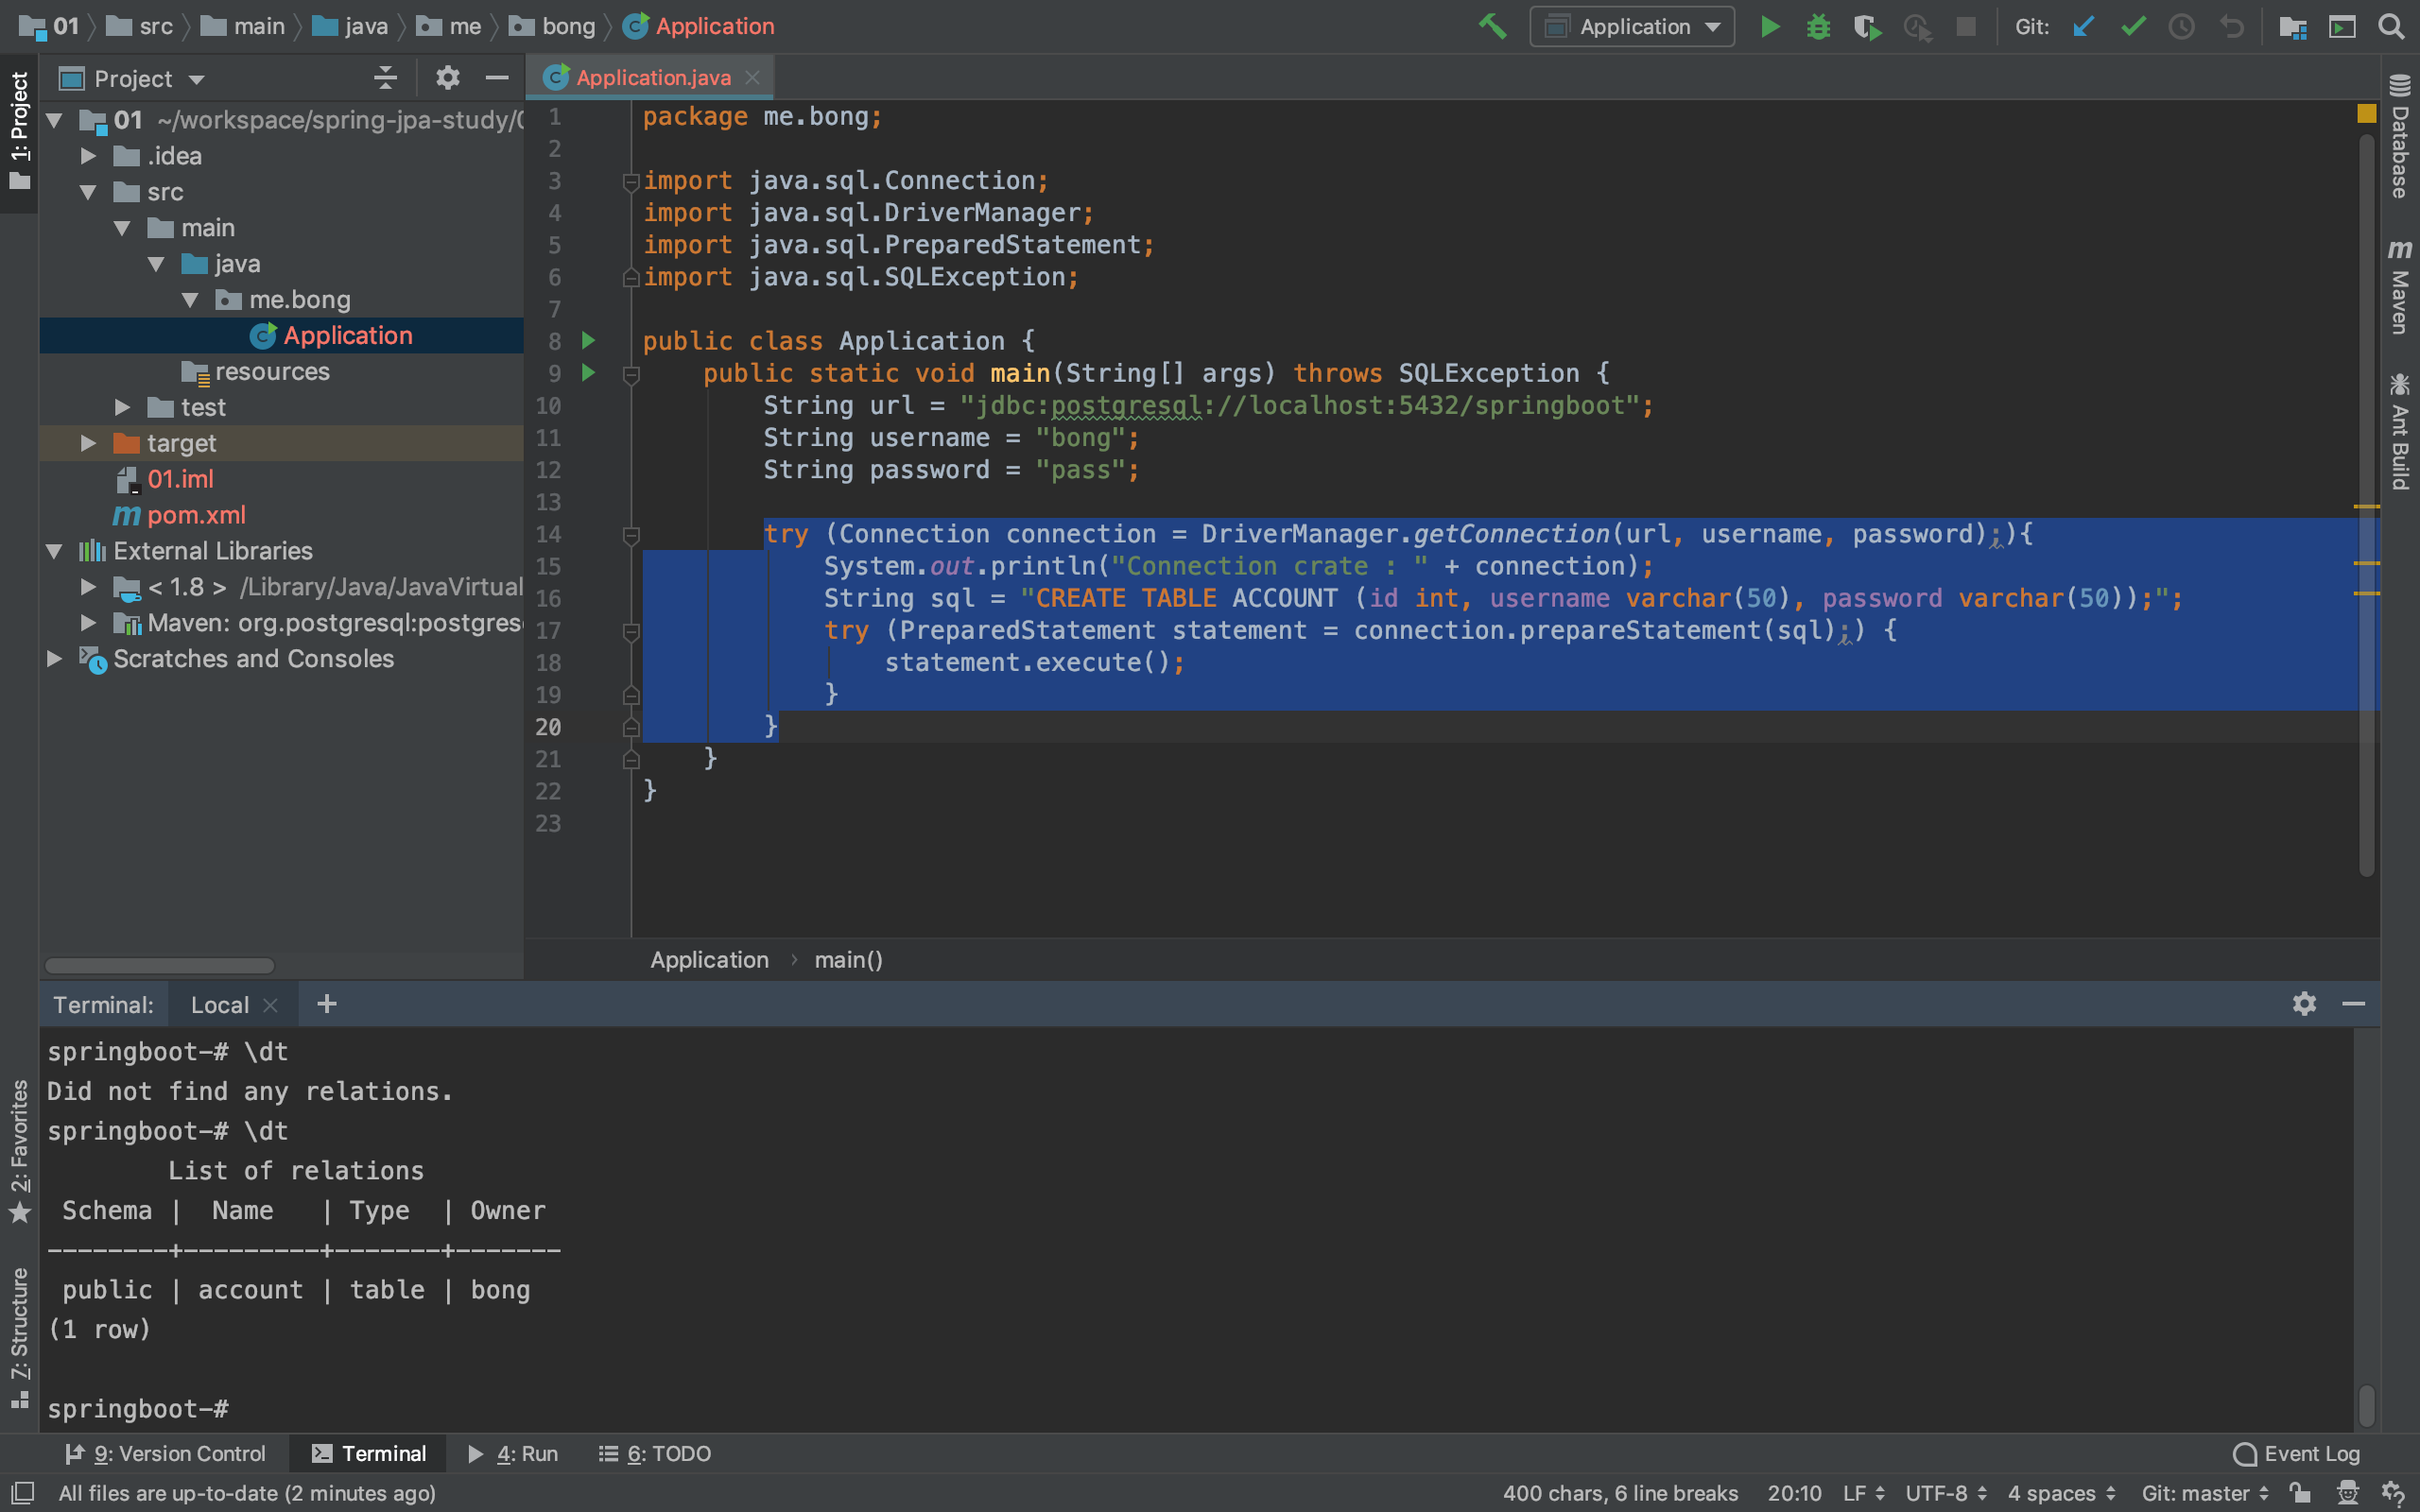 01 src main java me bong Application
Application
Git:
1: Project
Project
Application.java
01 ~/workspace/spring-jpa-study/0
.idea
src
main
java
me.bong
Application
resources
test
target
01.iml
pom.xml
External Libraries
< 1.8 > /Library/Java/JavaVirtual
Maven: org.postgresql:postgres
Scratches and Consoles
1 package me.bong;
2
3 import java.sql.Connection;
4 import java.sql.DriverManager;
5 import java.sql.PreparedStatement;
6 import java.sql.SQLException;
7
8 public class Application {
9 public static void main(String[] args) throws SQLException {
10 String url = "jdbc:postgresql://localhost:5432/springboot";
11 String username = "bong";
12 String password = "pass";
13
14 try (Connection connection = DriverManager.getConnection(url, username, password);){
15 System.out.println("Connection crate : " + connection);
16 String sql = "CREATE TABLE ACCOUNT (id int, username varchar(50), password varchar(50));";
17 try (PreparedStatement statement = connection.prepareStatement(sql);) {
18 statement.execute();
19 }
20 }
21 }
22 }
23
Application main()
Database
Maven
Ant Build
Terminal: Local
springboot-# \dt
Did not find any relations.
springboot-# \dt
List of relations
Schema | Name | Type | Owner
--------+---------+-------+-------
public | account | table | bong
(1 row)
springboot-#
2: Favorites
Z: Structure
9: Version Control Terminal 4: Run 6: TODO Event Log
All files are up-to-date (2 minutes ago) 400 chars, 6 line breaks 20:10 LF UTF-8 4 spaces Git: master